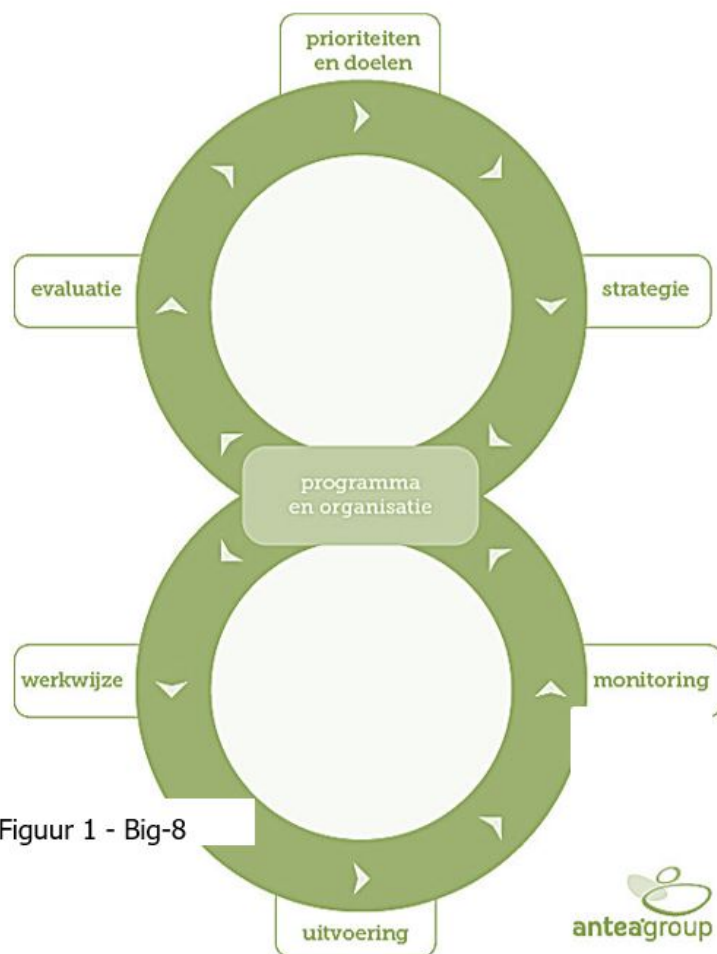 prioriteiten
en doelen
evaluatie
strategie
programma
en organisatie
werkwijze
monitoring
Figuur 1 - Big-8
uitvoering
anteagroup